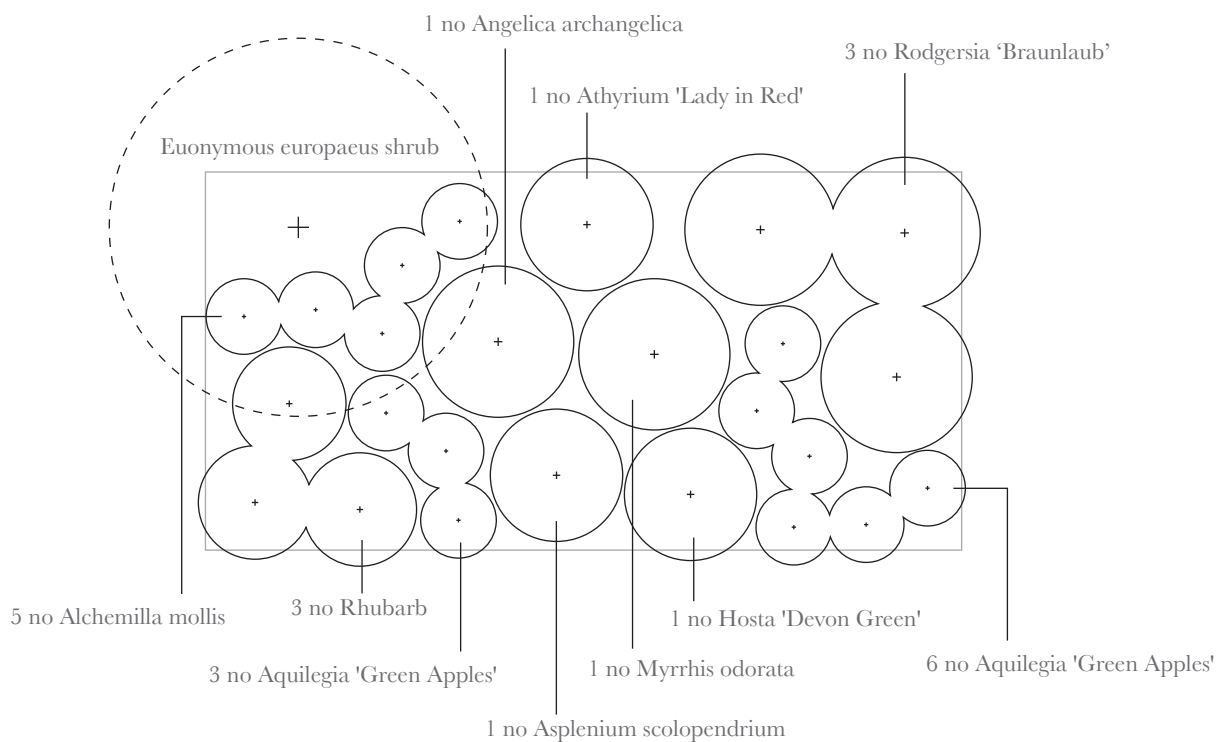 1 no Angelica archangelica
3 no Rodgersia ‘Braunlaub’
1 no Athyrium 'Lady in Red'
Euonymous europaeus shrub
5 no Alchemilla mollis
3 no Rhubarb
1 no Hosta 'Devon Green'
3 no Aquilegia 'Green Apples'
1 no Myrrhis odorata
6 no Aquilegia 'Green Apples'
1 no Asplenium scolopendrium